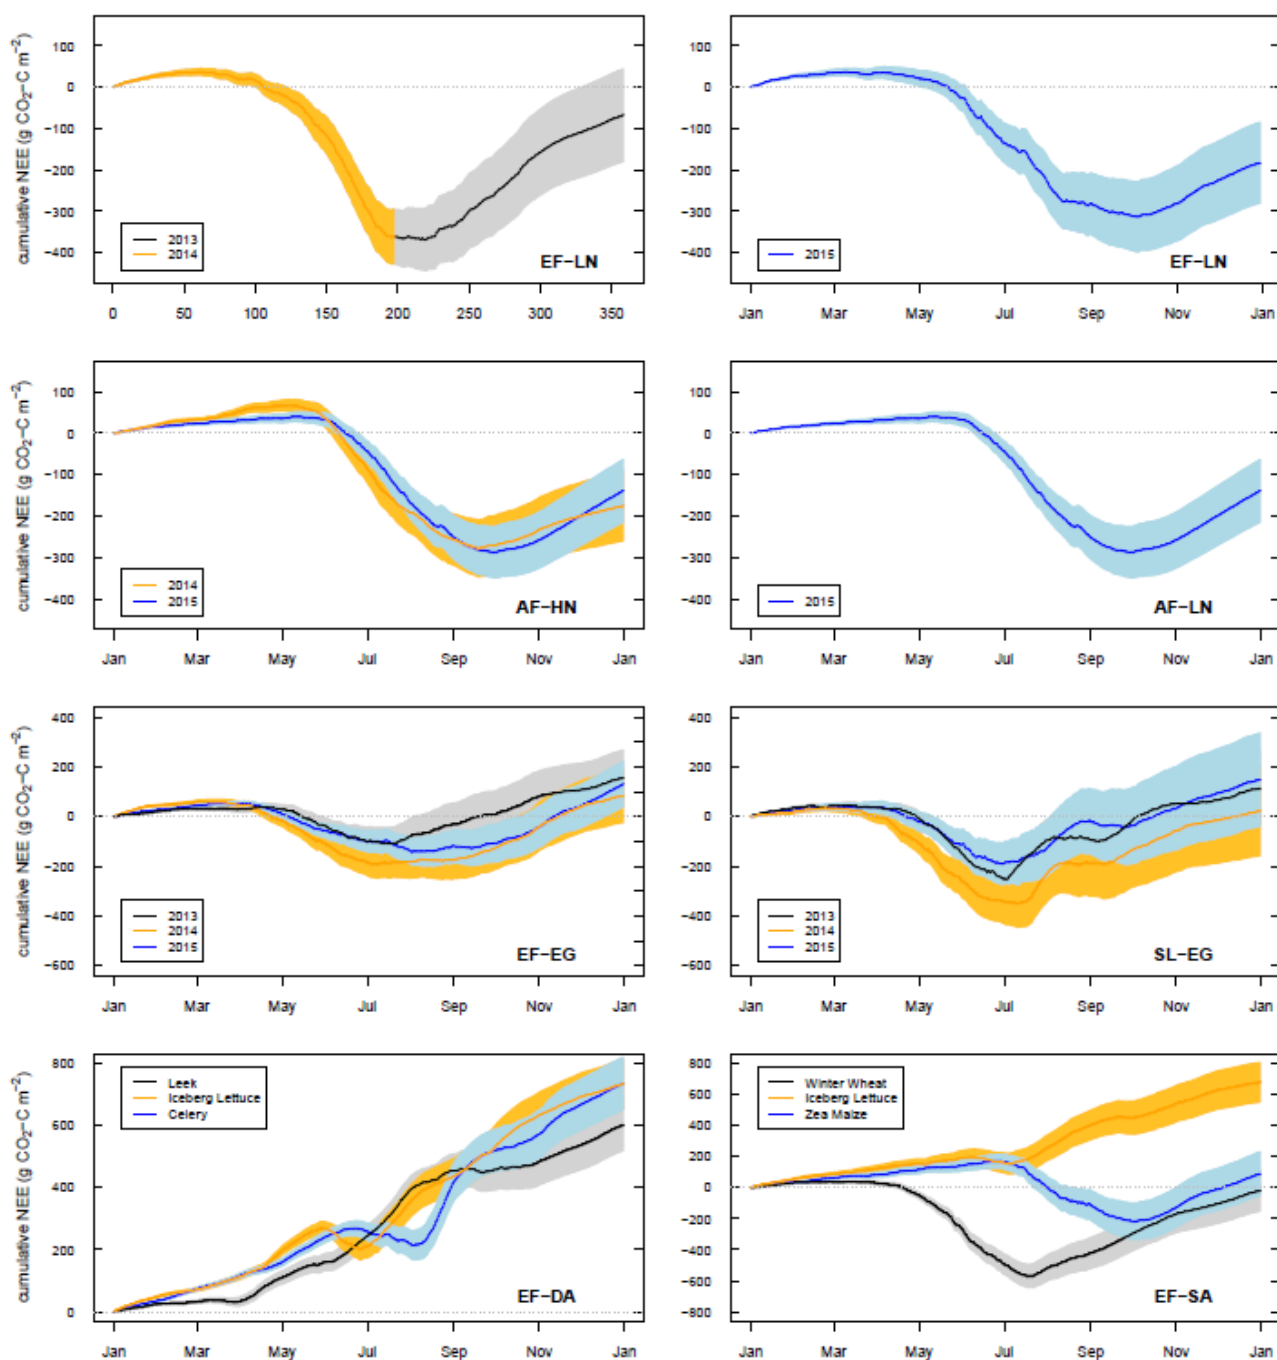 cumulative NEE (g CO₂−C m⁻²)
100
0
−100
−200
−300
−400
2013
2014
EF−LN
0 50 100 150 200 250 300 350
100
0
−100
−200
−300
−400
2015
EF−LN
Jan Mar May Jul Sep Nov Jan
cumulative NEE (g CO₂−C m⁻²)
100
0
−100
−200
−300
−400
2014
2015
AF−HN
Jan Mar May Jul Sep Nov Jan
100
0
−100
−200
−300
−400
2015
AF−LN
Jan Mar May Jul Sep Nov Jan
cumulative NEE (g CO₂−C m⁻²)
400
200
0
−200
−400
−600
2013
2014
2015
EF−EG
Jan Mar May Jul Sep Nov Jan
400
200
0
−200
−400
−600
2013
2014
2015
SL−EG
Jan Mar May Jul Sep Nov Jan
cumulative NEE (g CO₂−C m⁻²)
800
600
400
200
0
Leek
Iceberg Lettuce
Celery
EF−DA
Jan Mar May Jul Sep Nov Jan
800
600
400
200
0
−200
−400
−600
−800
Winter Wheat
Iceberg Lettuce
Zea Maize
EF−SA
Jan Mar May Jul Sep Nov Jan